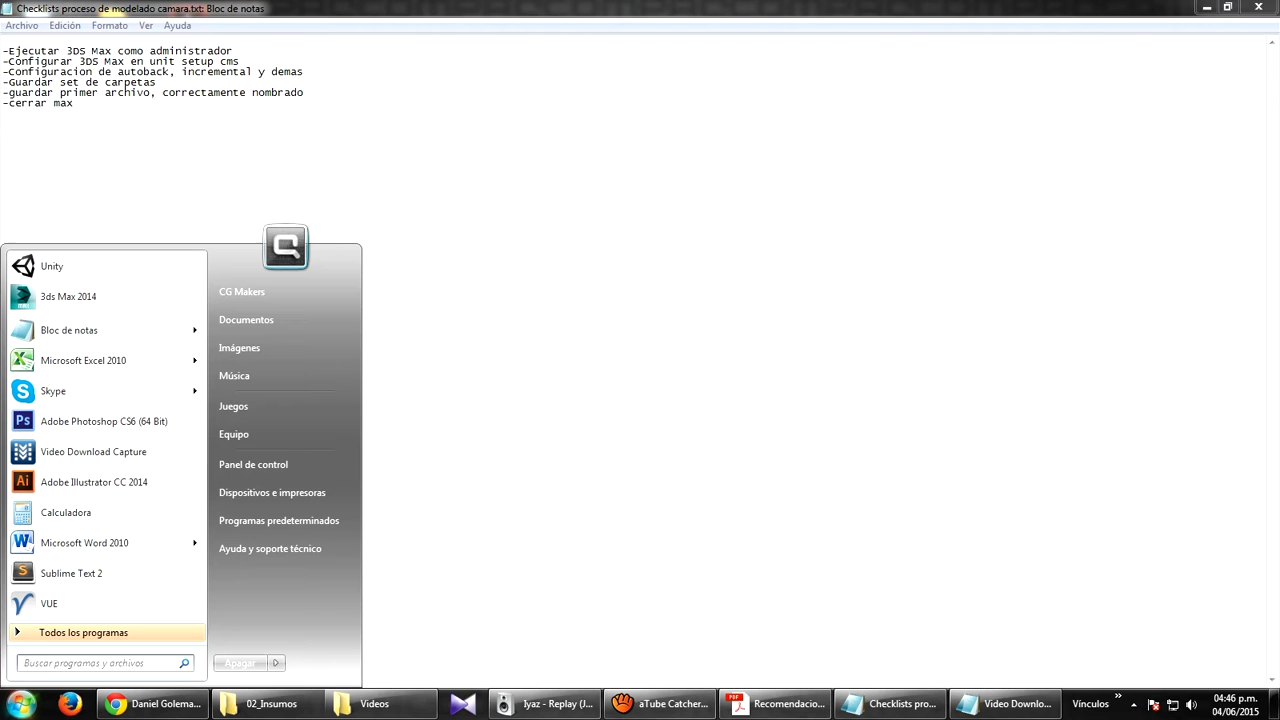 Checklists proceso de modelado camara.txt: Bloc de notas
Archivo Edición Formato Ver Ayuda
-Ejecutar 3DS Max como administrador
-Configurar 3DS Max en unit setup cms
-Configuracion de autoback, incremental y demas
-Guardar set de carpetas
-guardar primer archivo, correctamente nombrado
-cerrar max
Unity
3ds Max 2014
Bloc de notas
Microsoft Excel 2010
Skype
Adobe Photoshop CS6 (64 Bit)
Video Download Capture
Adobe Illustrator CC 2014
Calculadora
Microsoft Word 2010
Sublime Text 2
VUE
Todos los programas
Buscar programas y archivos
CG Makers
Documentos
Imágenes
Música
Juegos
Equipo
Panel de control
Dispositivos e impresoras
Programas predeterminados
Ayuda y soporte técnico
Apagar
Daniel Golema... 02_Insumos Videos Iyaz - Replay (J... aTube Catcher... Recomendacio... Checklists pro... Video Downlo... Vínculos » 04:46 p.m.
04/06/2015